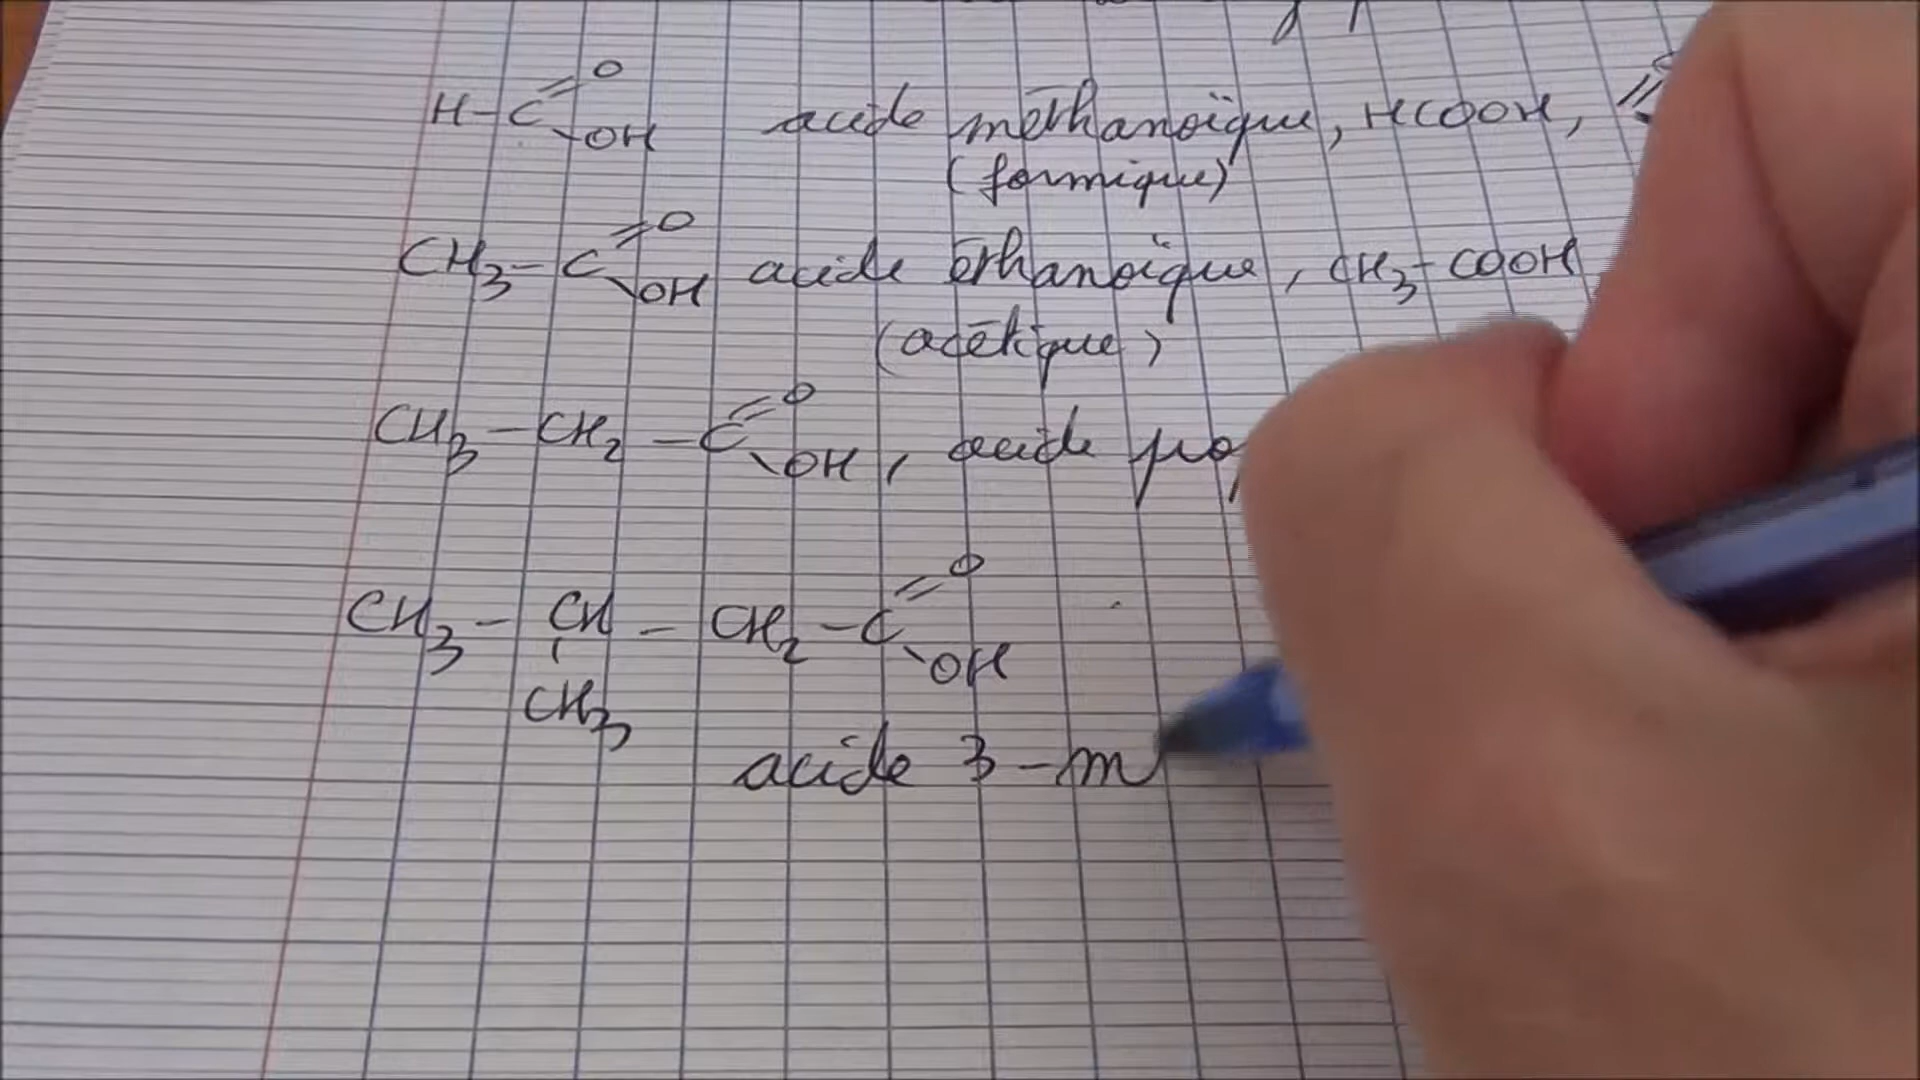 H-C=O
OH
acide méthanoïque, HCOOH,
(formique)
CH3-C=O
OH
acide éthanoïque, CH3-COOH
(acétique)
CH3-CH2-C=O
OH, acide
CH3-CH-CH2-C=O
OH
CH3
acide 3-m